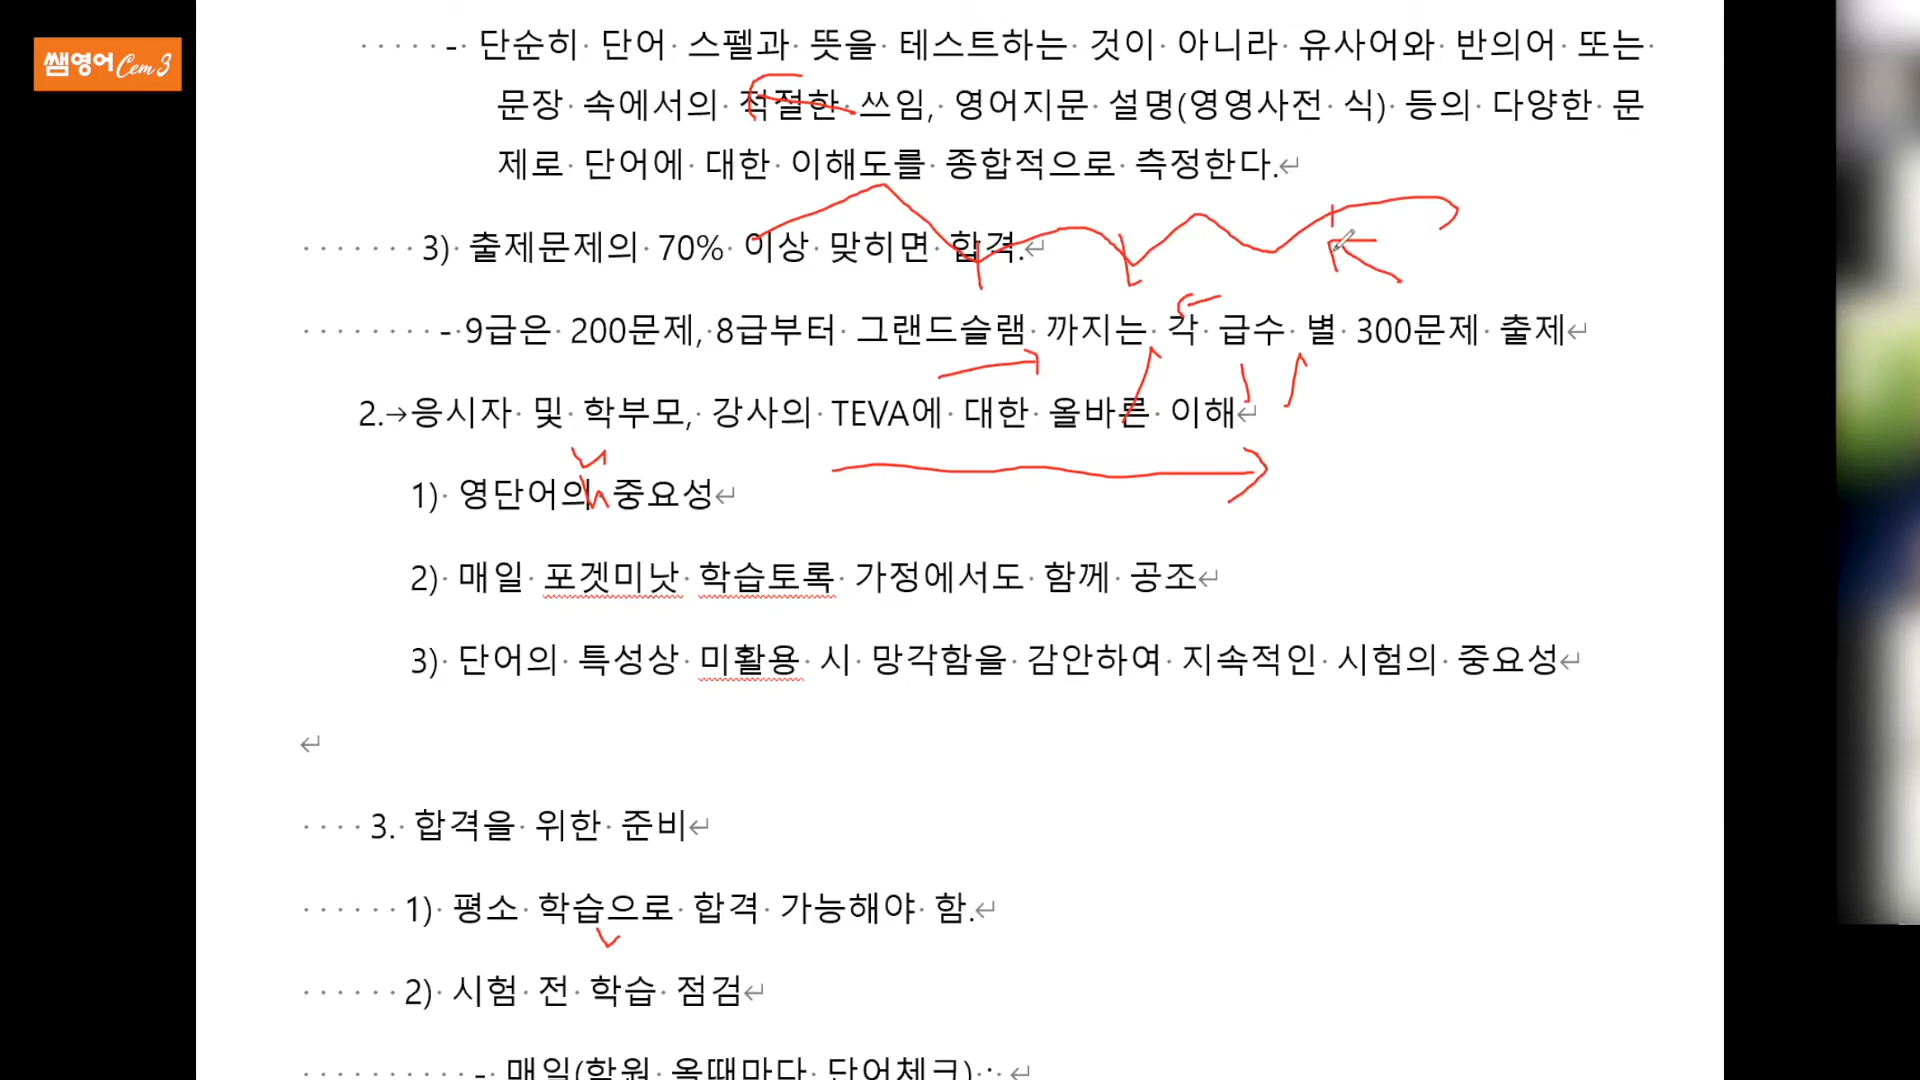 쌤영어 Cem 3
- 단순히 단어 스펠과 뜻을 테스트하는 것이 아니라 유사어와 반의어 또는
문장 속에서의 적절한 쓰임, 영어지문 설명(영영사전 식) 등의 다양한 문
제로 단어에 대한 이해도를 종합적으로 측정한다.
3) 출제문제의 70% 이상 맞히면 합격.
- 9급은 200문제, 8급부터 그랜드슬램 까지는 각 급수 별 300문제 출제
2. 응시자 및 학부모, 강사의 TEVA에 대한 올바른 이해
1) 영단어의 중요성
2) 매일 포겟미낫 학습토록 가정에서도 함께 공조
3) 단어의 특성상 미활용 시 망각함을 감안하여 지속적인 시험의 중요성
3. 합격을 위한 준비
1) 평소 학습으로 합격 가능해야 함.
2) 시험 전 학습 점검
- 매일(학원 올때마다 단어체크)